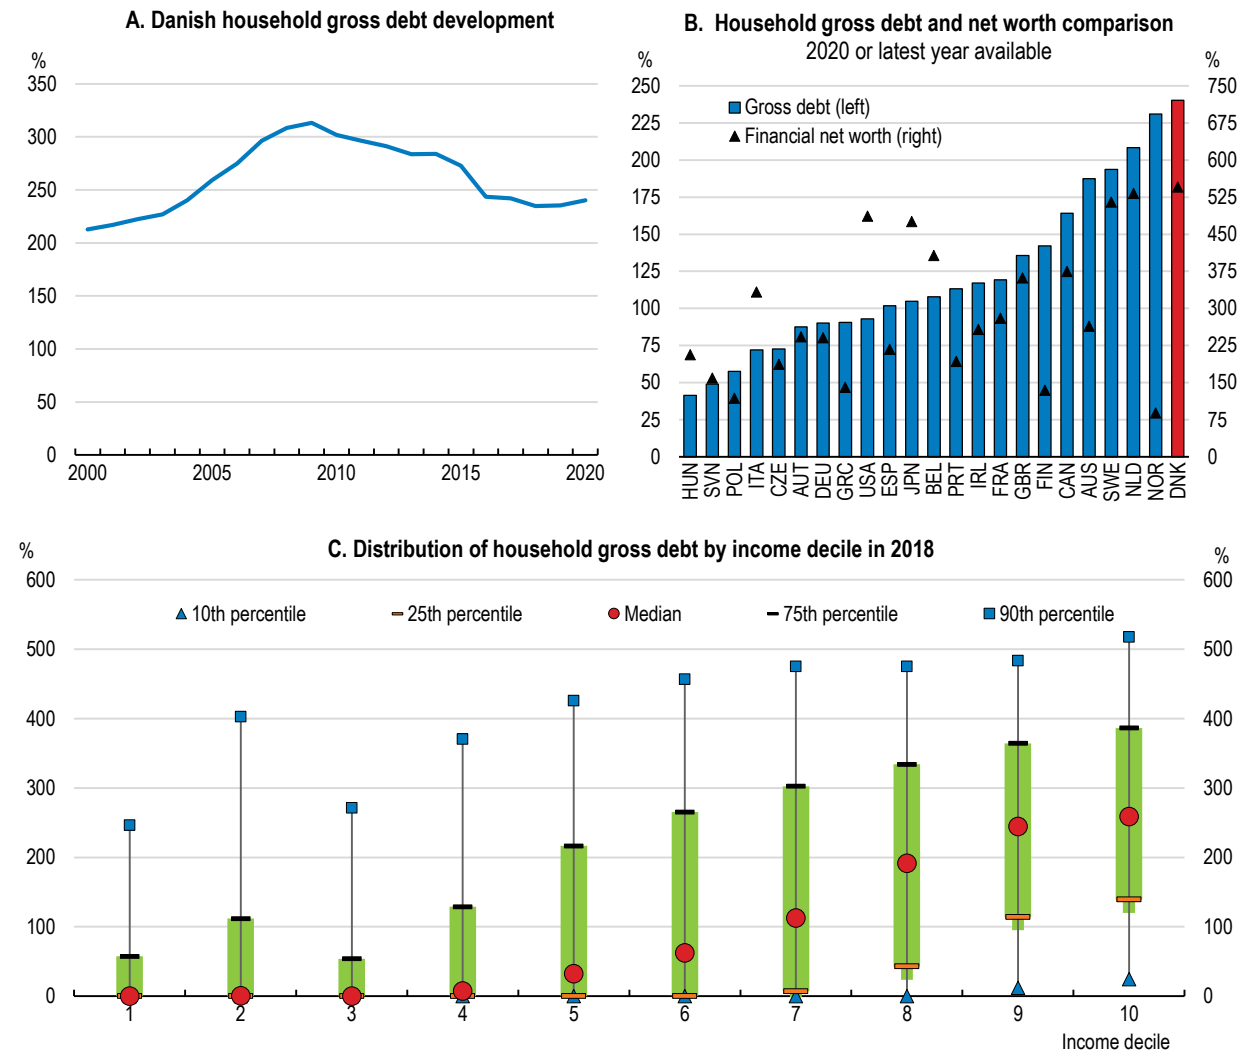 A. Danish household gross debt development
%
350
300
250
200
150
100
50
0
2000 2005 2010 2015 2020
B. Household gross debt and net worth comparison
2020 or latest year available
% %
Gross debt (left)
Financial net worth (right)
250 750
225 675
200 600
175 525
150 450
125 375
100 300
75 225
50 150
25 75
0 0
HUN SVN POL ITA CZE AUT DEU GRC USA ESP JPN BEL PRT IRL FRA GBR FIN CAN AUS SWE NLD NOR DNK
C. Distribution of household gross debt by income decile in 2018
% %
10th percentile 25th percentile Median 75th percentile 90th percentile
600 600
500 500
400 400
300 300
200 200
100 100
0 0
1 2 3 4 5 6 7 8 9 10
Income decile